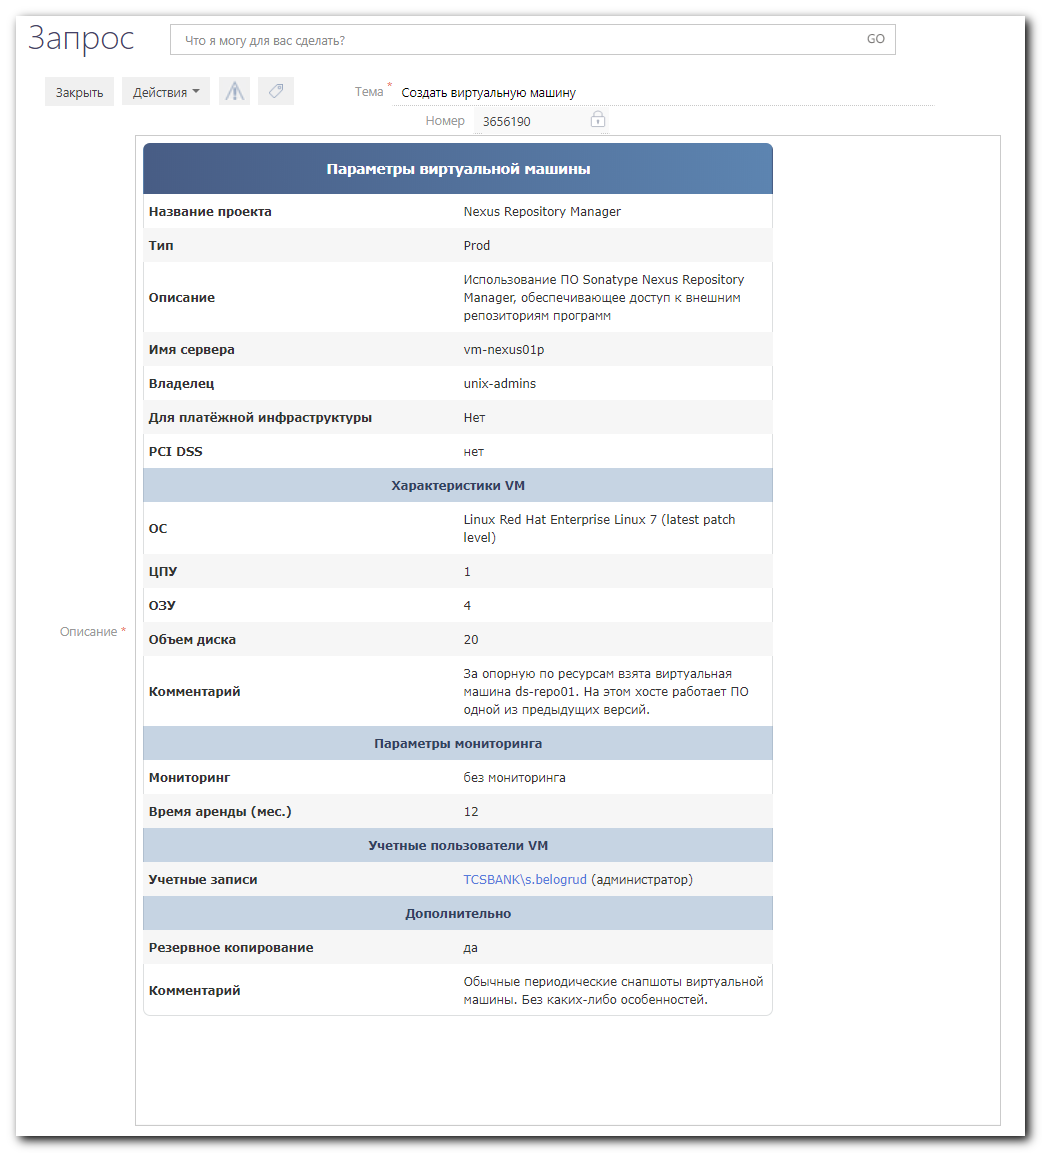 Запрос
Что я могу для вас сделать?
GO
Закрыть
Действия
Тема *
Создать виртуальную машину
Номер
3656190
Описание *
Параметры виртуальной машины
Название проекта
Nexus Repository Manager
Тип
Prod
Описание
Использование ПО Sonatype Nexus Repository
Manager, обеспечивающее доступ к внешним
репозиториям программ
Имя сервера
vm-nexus01p
Владелец
unix-admins
Для платёжной инфраструктуры
Нет
PCI DSS
нет
Характеристики VM
ОС
Linux Red Hat Enterprise Linux 7 (latest patch
level)
ЦПУ
1
ОЗУ
4
Объем диска
20
Комментарий
За опорную по ресурсам взята виртуальная
машина ds-repo01. На этом хосте работает ПО
одной из предыдущих версий.
Параметры мониторинга
Мониторинг
без мониторинга
Время аренды (мес.)
12
Учетные пользователи VM
Учетные записи
TCSBANK\s.belogrud (администратор)
Дополнительно
Резервное копирование
да
Комментарий
Обычные периодические снапшоты виртуальной
машины. Без каких-либо особенностей.